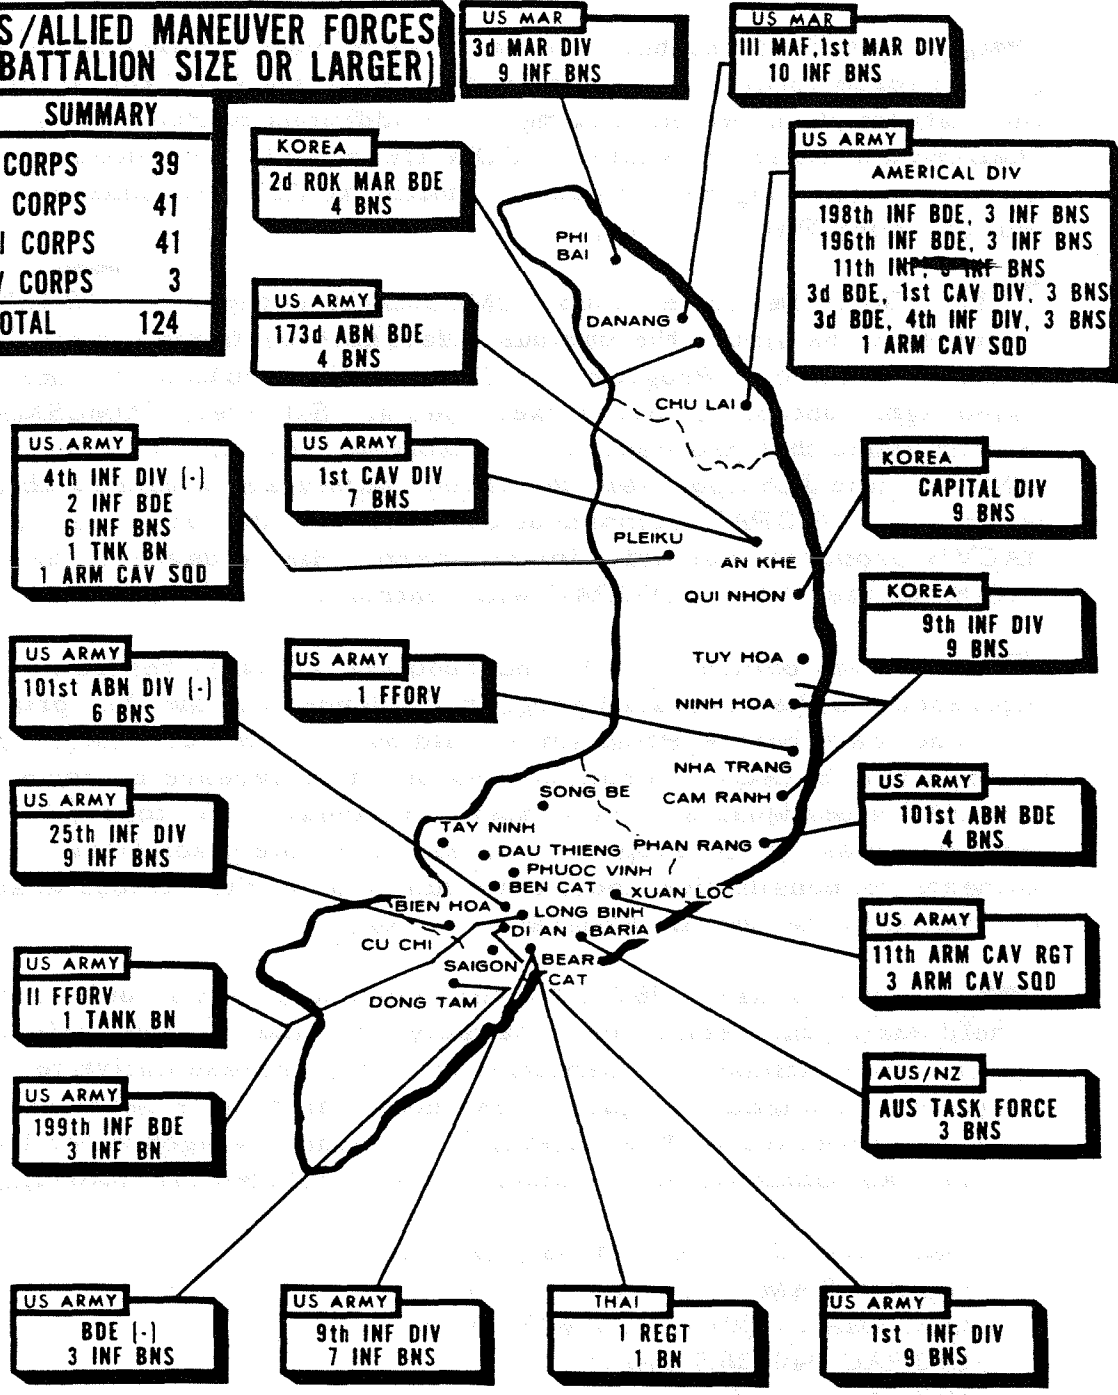 S/ALLIED MANEUVER FORCES
BATTALION SIZE OR LARGER)
SUMMARY
CORPS 39
CORPS 41
I CORPS 41
CORPS 3
OTAL 124
US MAR
3d MAR DIV
9 INF BNS
US MAR
III MAF,1st MAR DIV
10 INF BNS
KOREA
2d ROK MAR BDE
4 BNS
US ARMY
AMERICAL DIV
198th INF BDE, 3 INF BNS
196th INF BDE, 3 INF BNS
11th INF, BNS
3d BDE, 1st CAV DIV, 3 BNS
3d BDE, 4th INF DIV, 3 BNS
1 ARM CAV SQD
US ARMY
173d ABN BDE
4 BNS
US ARMY
4th INF DIV (-)
2 INF BDE
6 INF BNS
1 TNK BN
1 ARM CAV SQD
US ARMY
1st CAV DIV
7 BNS
KOREA
CAPITAL DIV
9 BNS
KOREA
9th INF DIV
9 BNS
US ARMY
101st ABN DIV (-)
6 BNS
US ARMY
1 FFORV
US ARMY
25th INF DIV
9 INF BNS
US ARMY
101st ABN BDE
4 BNS
US ARMY
11th ARM CAV RGT
3 ARM CAV SQD
US ARMY
II FFORV
1 TANK BN
US ARMY
199th INF BDE
3 INF BN
AUS/NZ
AUS TASK FORCE
3 BNS
PHI
BAI
DANANG
CHU LAI
PLEIKU
AN KHE
QUI NHON
TUY HOA
NINH HOA
NHA TRANG
CAM RANH
SONG BE
TAY NINH
DAU THIENG
PHAN RANG
PHUOC VINH
BEN CAT
XUAN LOC
BIEN HOA
LONG BINH
DI AN
BARIA
CU CHI
SAIGON
BEAR
CAT
DONG TAM
US ARMY
BDE (-)
3 INF BNS
US ARMY
9th INF DIV
7 INF BNS
THAI
1 REGT
1 BN
US ARMY
1st INF DIV
9 BNS